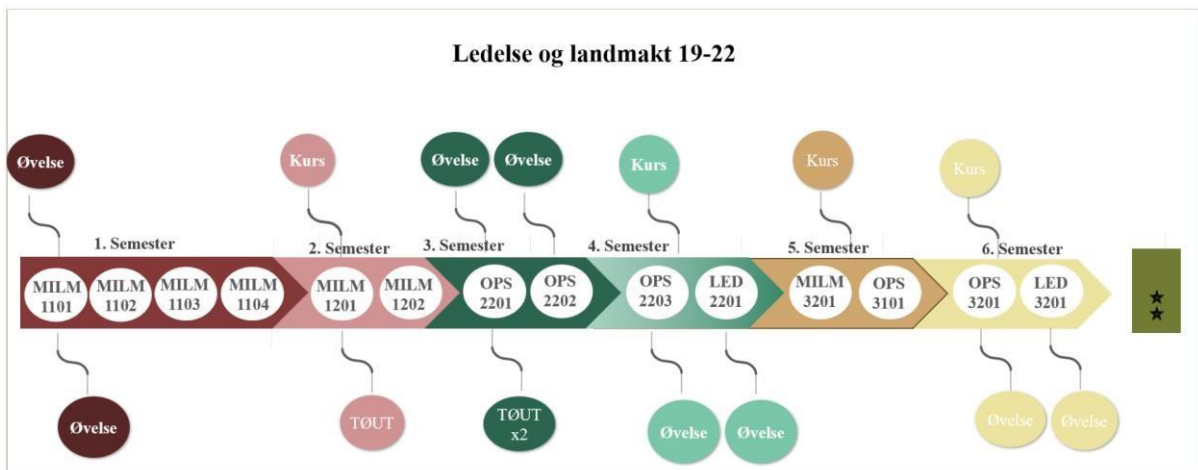 Ledelse og landmakt 19-22
Øvelse
Kurs
Øvelse
Øvelse
Kurs
Kurs
Kurs
1. Semester
2. Semester
3. Semester
4. Semester
5. Semester
6. Semester
MILM
1101
MILM
1102
MILM
1103
MILM
1104
MILM
1201
MILM
1202
OPS
2201
OPS
2202
OPS
2203
LED
2201
MILM
3201
OPS
3101
OPS
3201
LED
3201
Øvelse
TØUT
TØUT
x2
Øvelse
Øvelse
Øvelse
Øvelse